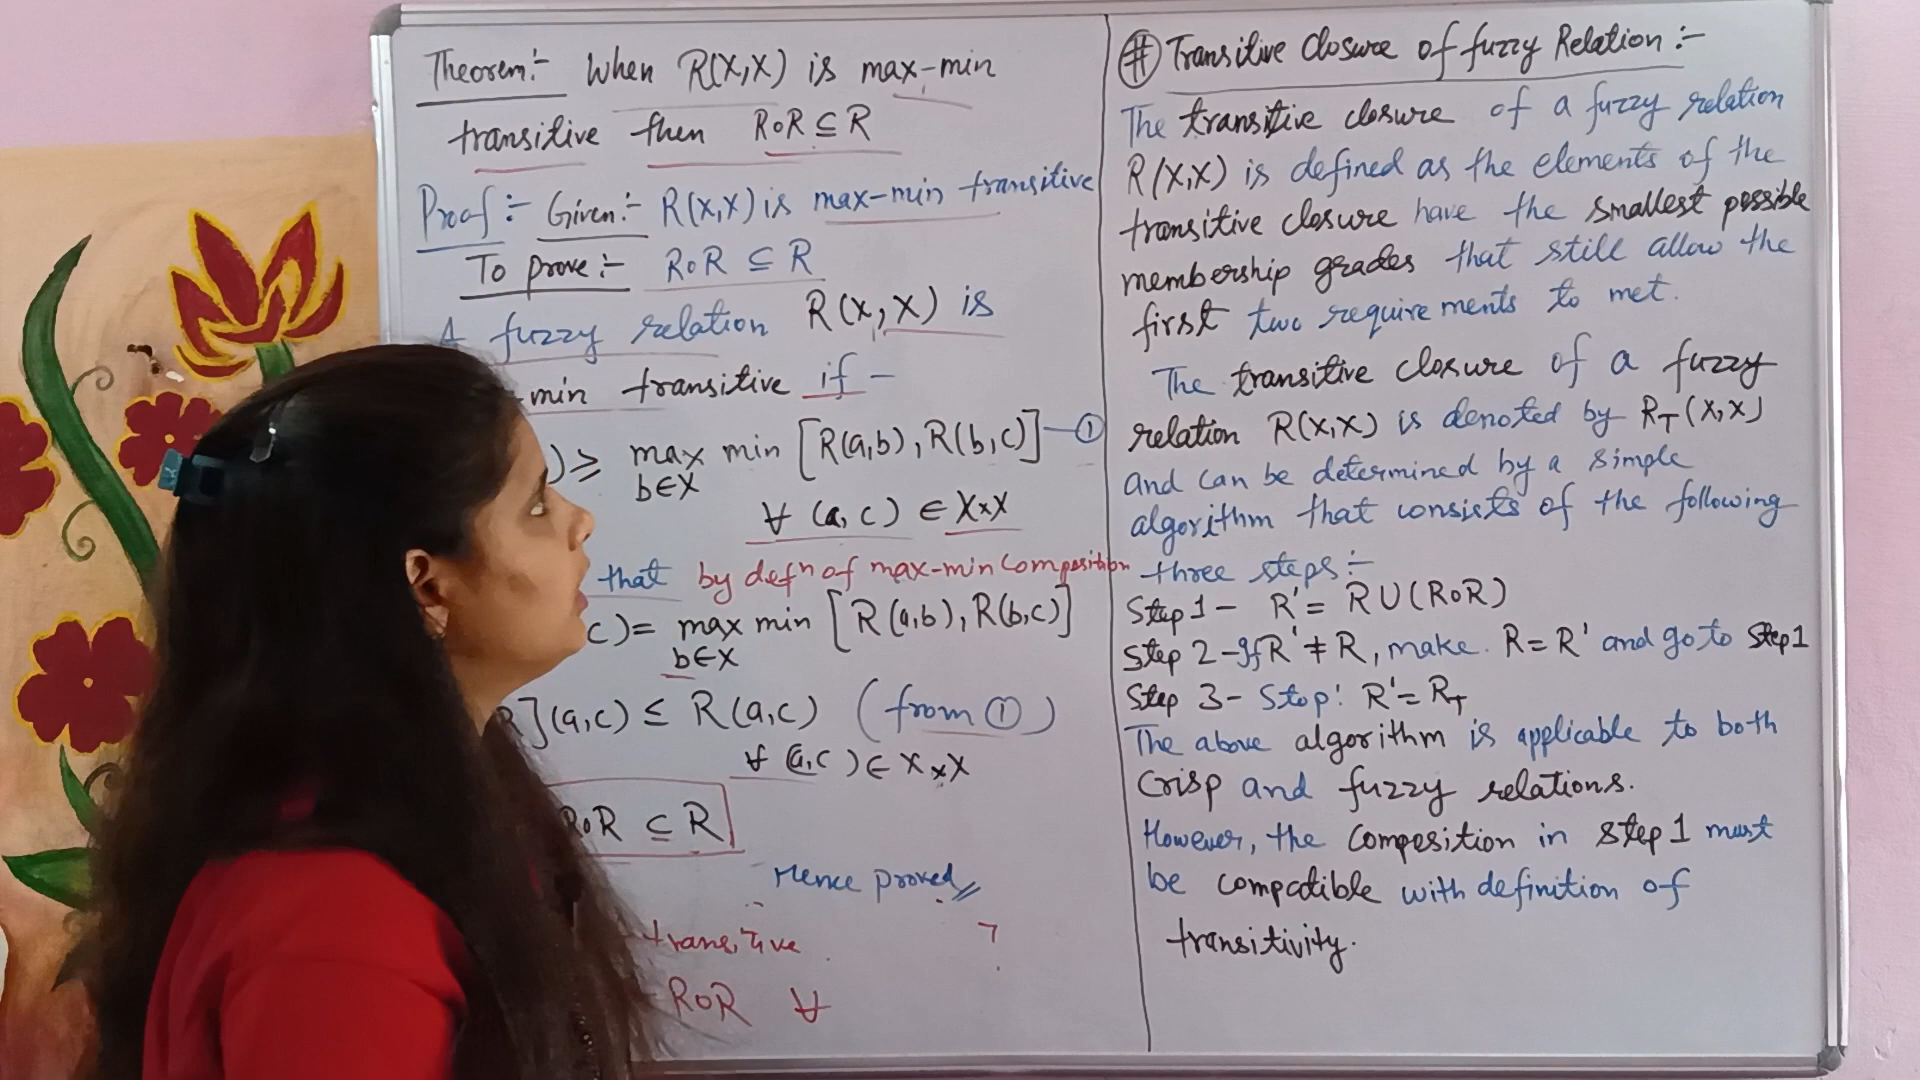 Theorem:- When R(X,X) is max-min
transitive then R∘R ⊆ R
Proof:- Given:- R(X,X) is max-min transitive
To prove:- R∘R ⊆ R
A fuzzy relation R(X,X) is
min transitive if -
) ≥ max min [R(a,b), R(b,c)] — ①
b∈X
∀ (a,c) ∈ X×X
that by defⁿ of max-min Composition
c) = max min [R(a,b), R(b,c)]
b∈X
R](a,c) ≤ R(a,c) (from ①)
∀ (a,c) ∈ X×X
R∘R ⊆ R
Hence proved
transitive
R∘R ∀
# Transitive Closure of fuzzy Relation:-
The transitive closure of a fuzzy relation
R(X,X) is defined as the elements of the
transitive closure have the smallest possible
membership grades that still allow the
first two requirements to met.
The transitive closure of a fuzzy
relation R(X,X) is denoted by R_T(X,X)
and can be determined by a simple
algorithm that consists of the following
three steps:-
Step 1 - R' = R ∪ (R∘R)
Step 2 - If R' ≠ R, make R = R' and go to Step 1
Step 3 - Stop: R' = R_T
The above algorithm is applicable to both
Crisp and fuzzy relations.
However, the composition in Step 1 must
be compatible with definition of
transitivity.